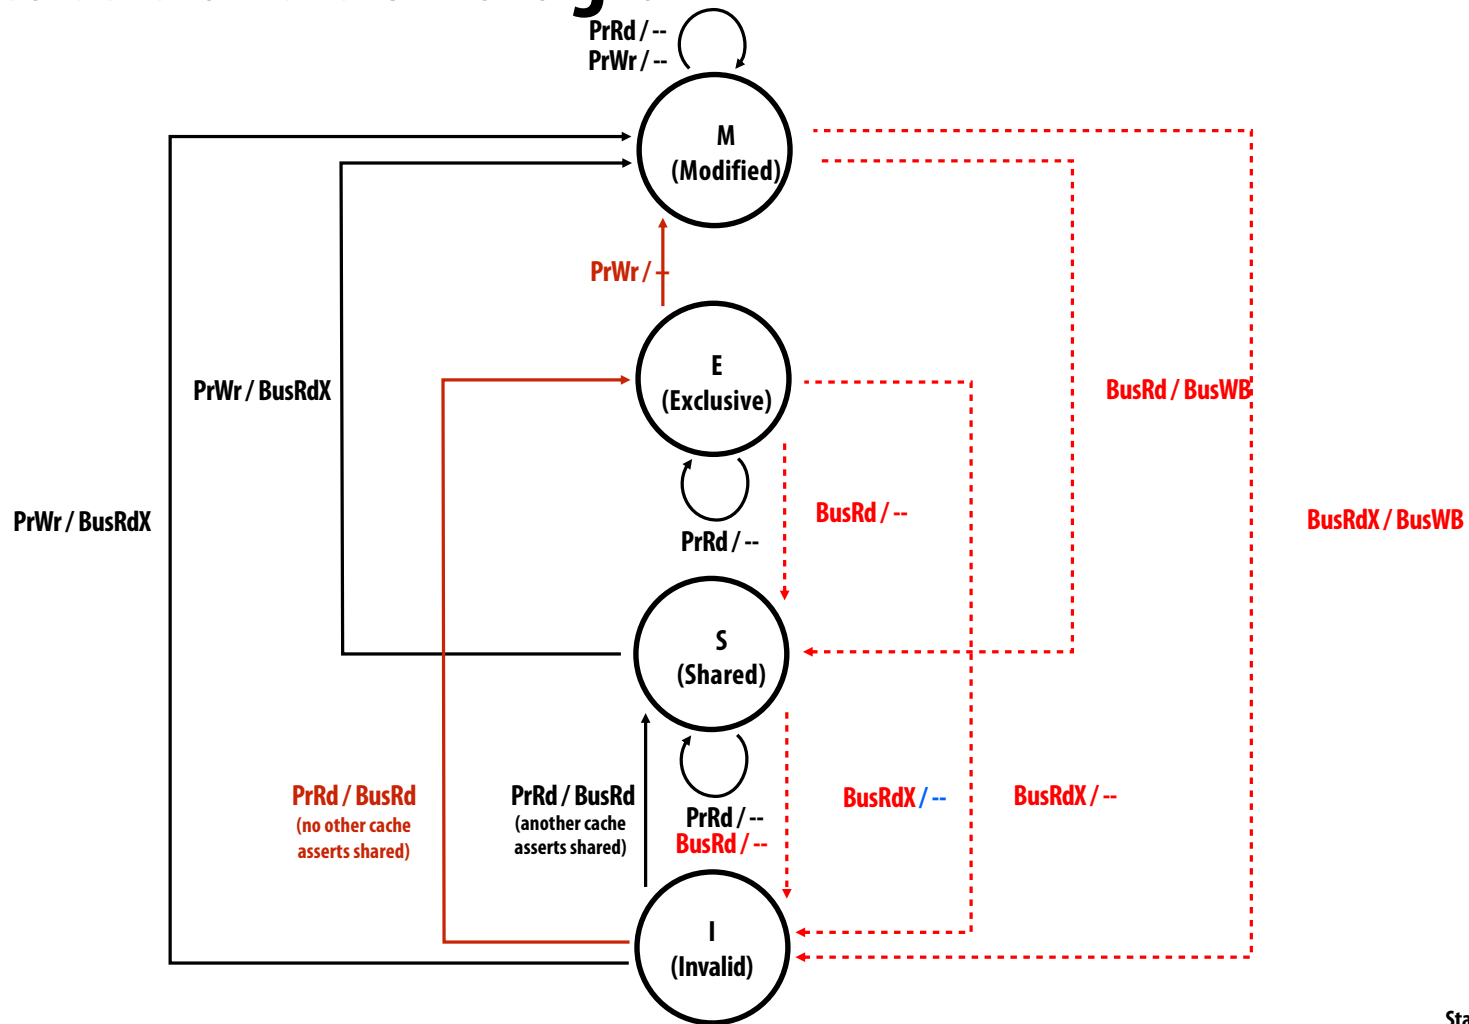 PrRd / --
PrWr / --
M
(Modified)
PrWr / --
E
(Exclusive)
PrWr / BusRdX
BusRd / BusWB
PrWr / BusRdX
BusRd / --
BusRdX / BusWB
PrRd / --
S
(Shared)
PrRd / BusRd
(no other cache
asserts shared)
PrRd / BusRd
(another cache
asserts shared)
PrRd / --
BusRd / --
BusRdX / --
BusRdX / --
I
(Invalid)
Sta